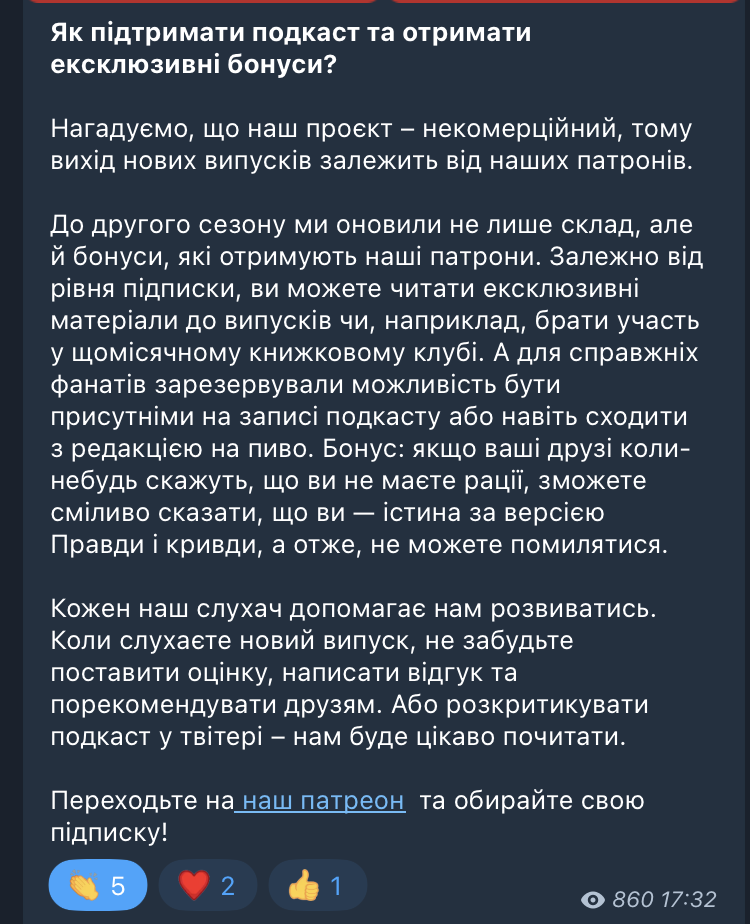 Як підтримати подкаст та отримати
ексклюзивні бонуси?
Нагадуємо, що наш проєкт – некомерційний, тому
вихід нових випусків залежить від наших патронів.
До другого сезону ми оновили не лише склад, але
й бонуси, які отримують наші патрони. Залежно від
рівня підписки, ви можете читати ексклюзивні
матеріали до випусків чи, наприклад, брати участь
у щомісячному книжковому клубі. А для справжніх
фанатів зарезервували можливість бути
присутніми на записі подкасту або навіть сходити
з редакцією на пиво. Бонус: якщо ваші друзі коли-
небудь скажуть, що ви не маєте рації, зможете
сміливо сказати, що ви — істина за версією
Правди і кривди, а отже, не можете помилятися.
Кожен наш слухач допомагає нам розвиватись.
Коли слухаєте новий випуск, не забудьте
поставити оцінку, написати відгук та
порекомендувати друзям. Або розкритикувати
подкаст у твітері – нам буде цікаво почитати.
Переходьте на наш патреон та обирайте свою
підписку!
👏 5 ❤️ 2 👍 1 860 17:32